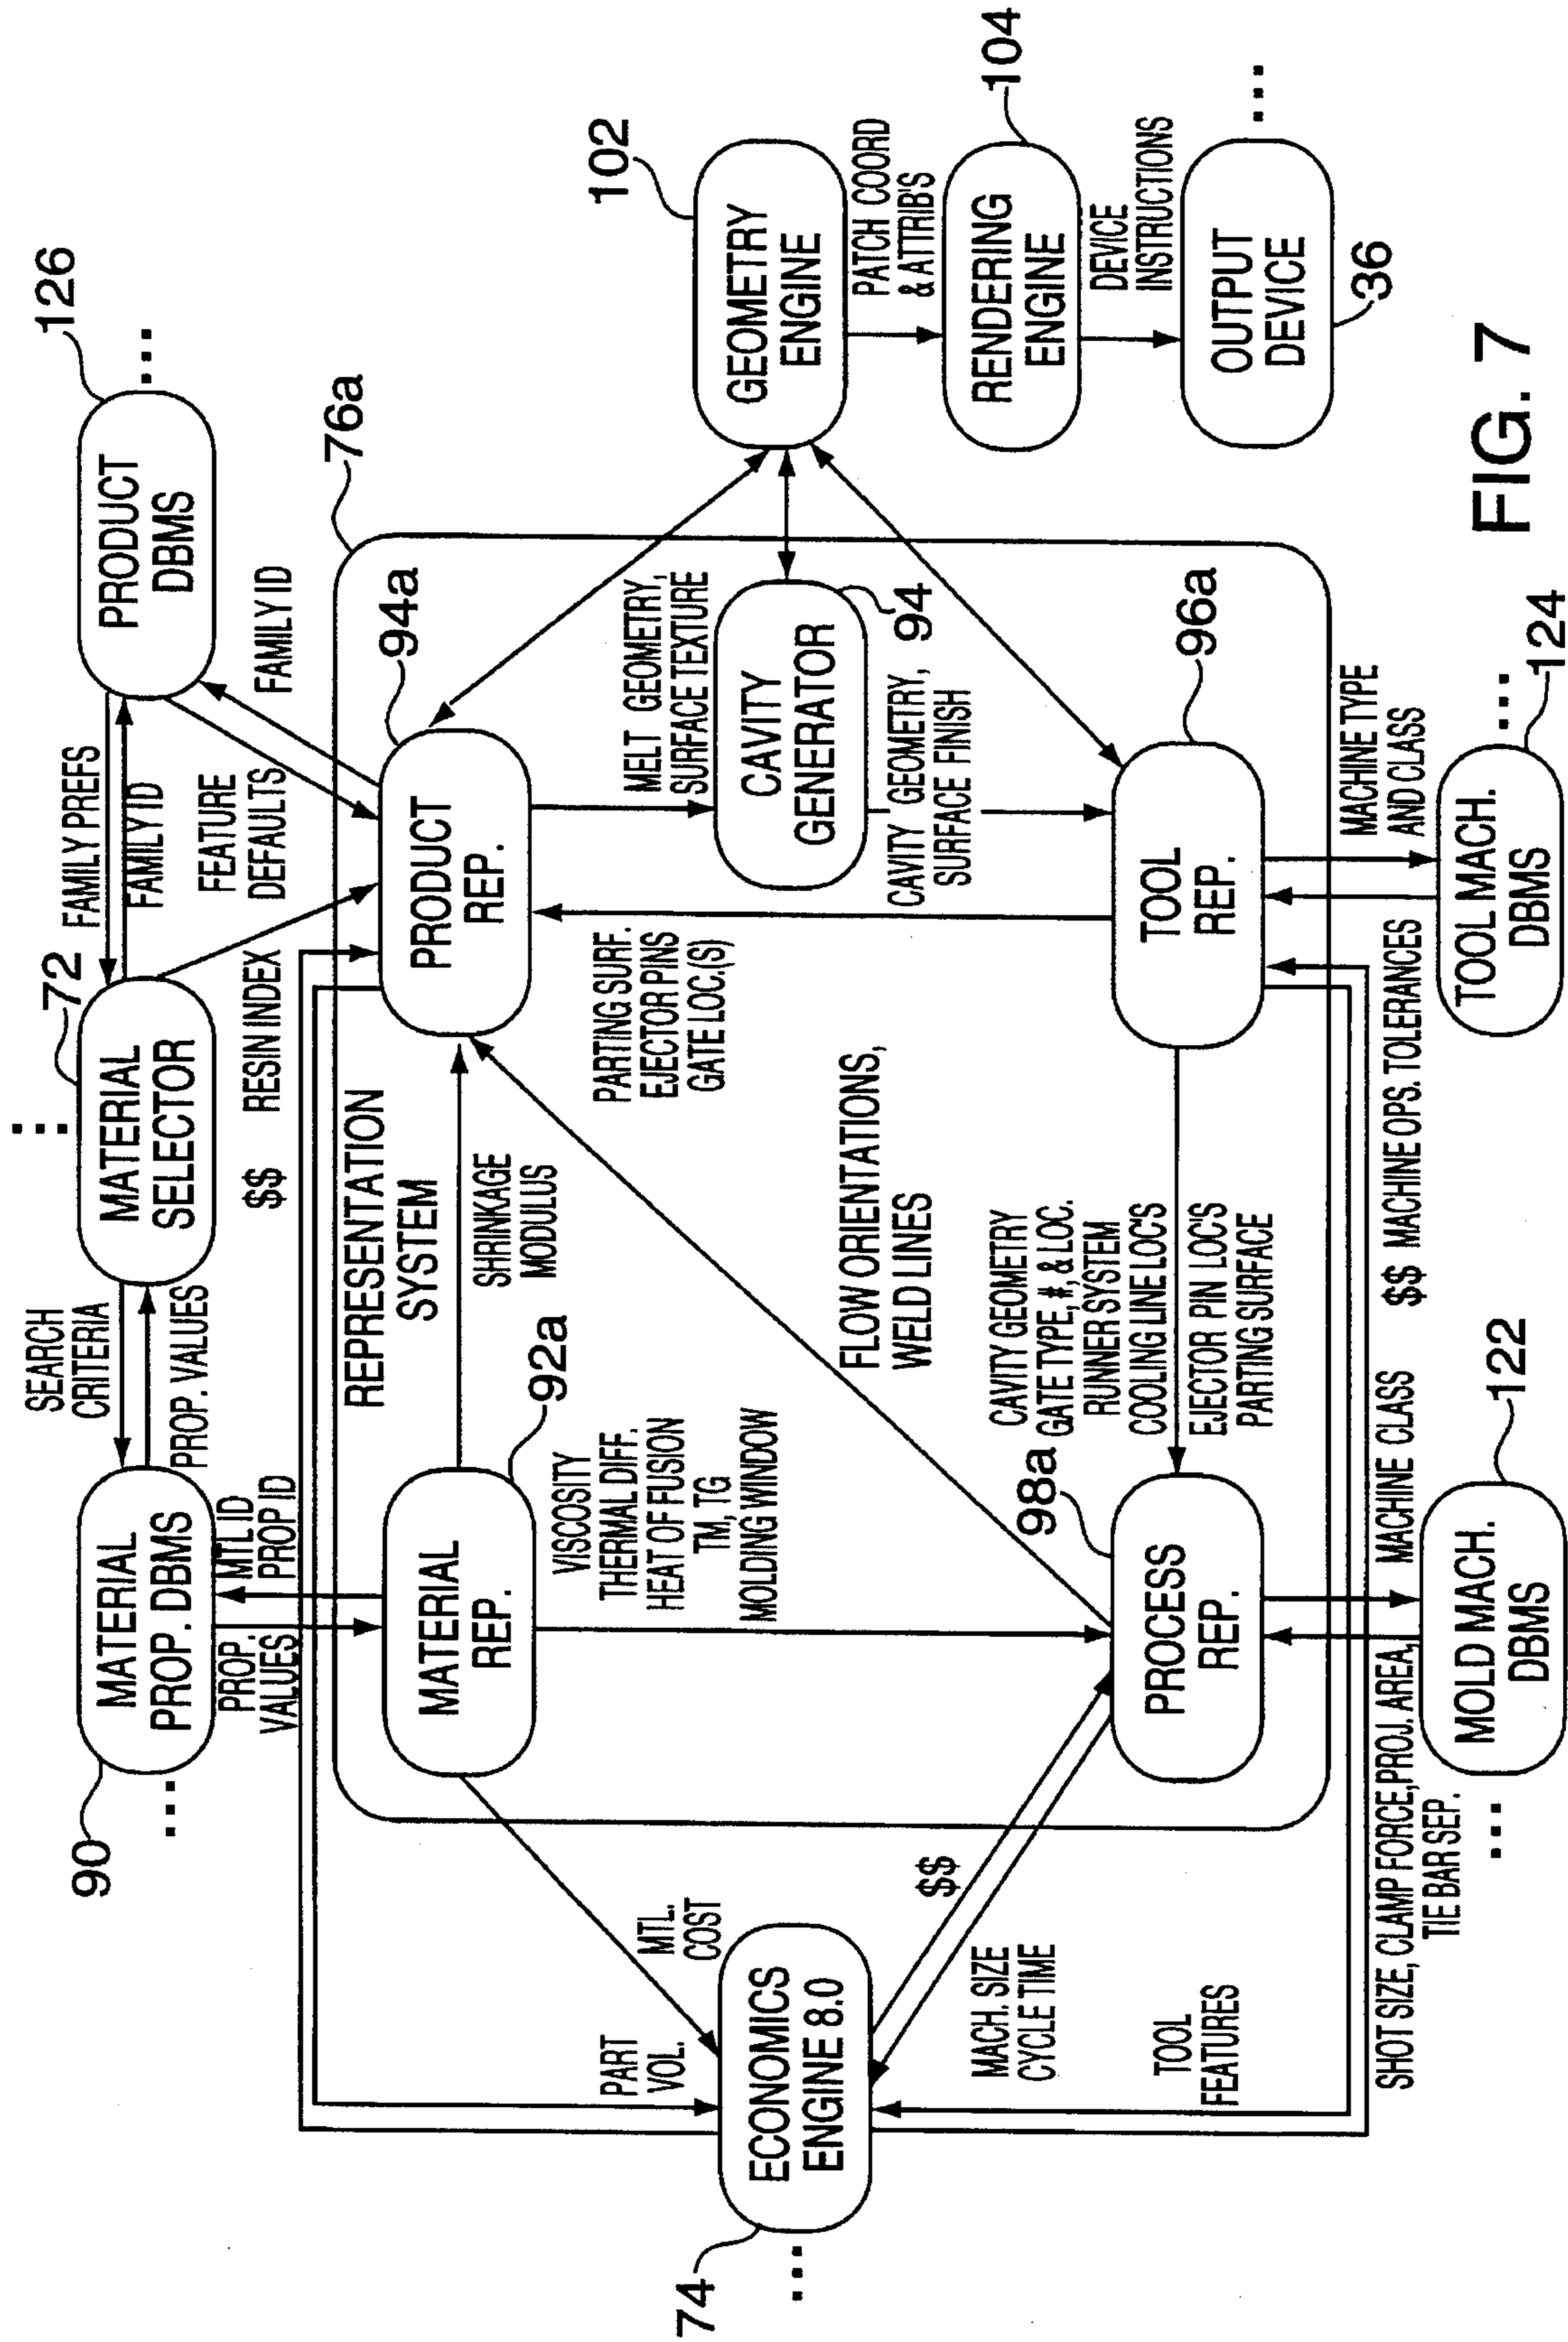 90
MATERIAL
PROP. DBMS
SEARCH
CRITERIA
PROP. VALUES
72
MATERIAL
SELECTOR
FAMILY PREFS
FAMILY ID
126
PRODUCT
DBMS
PROP.
VALUES
MTL ID
PROP ID
$$
RESIN INDEX
FEATURE
DEFAULTS
FAMILY ID
76a
REPRESENTATION
SYSTEM
MATERIAL
REP.
92a
SHRINKAGE
MODULUS
PRODUCT
REP.
94a
VISCOSITY
THERMAL DIFF.
HEAT OF FUSION
TM, TG
MOLDING WINDOW
PARTING SURF.
EJECTOR PINS
GATE LOC.(S)
MELT GEOMETRY,
SURFACE TEXTURE
102
GEOMETRY
ENGINE
PART
VOL.
MTL.
COST
74
ECONOMICS
ENGINE 8.0
$$
MACH. SIZE
CYCLE TIME
TOOL
FEATURES
FLOW ORIENTATIONS,
WELD LINES
CAVITY
GENERATOR
94
CAVITY GEOMETRY,
SURFACE FINISH
PATCH COORD
& ATTRIB'S
RENDERING
ENGINE
104
DEVICE
INSTRUCTIONS
OUTPUT
DEVICE
36
98a
PROCESS
REP.
CAVITY GEOMETRY
GATE TYPE, #, & LOC.
RUNNER SYSTEM
COOLING LINE LOC'S
EJECTOR PIN LOC'S
PARTING SURFACE
TOOL
REP.
96a
SHOT SIZE, CLAMP FORCE, PROJ. AREA,
TIE BAR SEP.
MACHINE CLASS
$$ MACHINE OPS. TOLERANCES
MACHINE TYPE
AND CLASS
MOLD MACH.
DBMS
122
TOOL MACH.
DBMS
124
FIG. 7